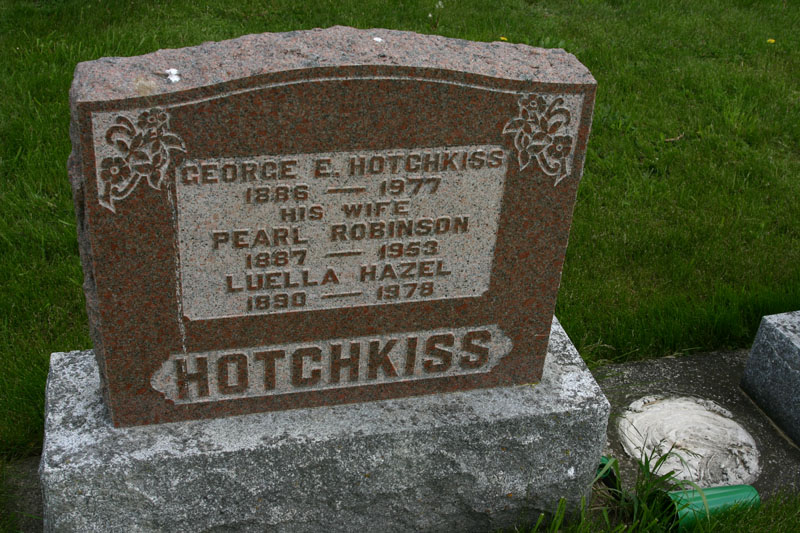 GEORGE E. HOTCHKISS
1886 — 1977
HIS WIFE
PEARL ROBINSON
1887 — 1953
LUELLA HAZEL
1890 — 1978
HOTCHKISS